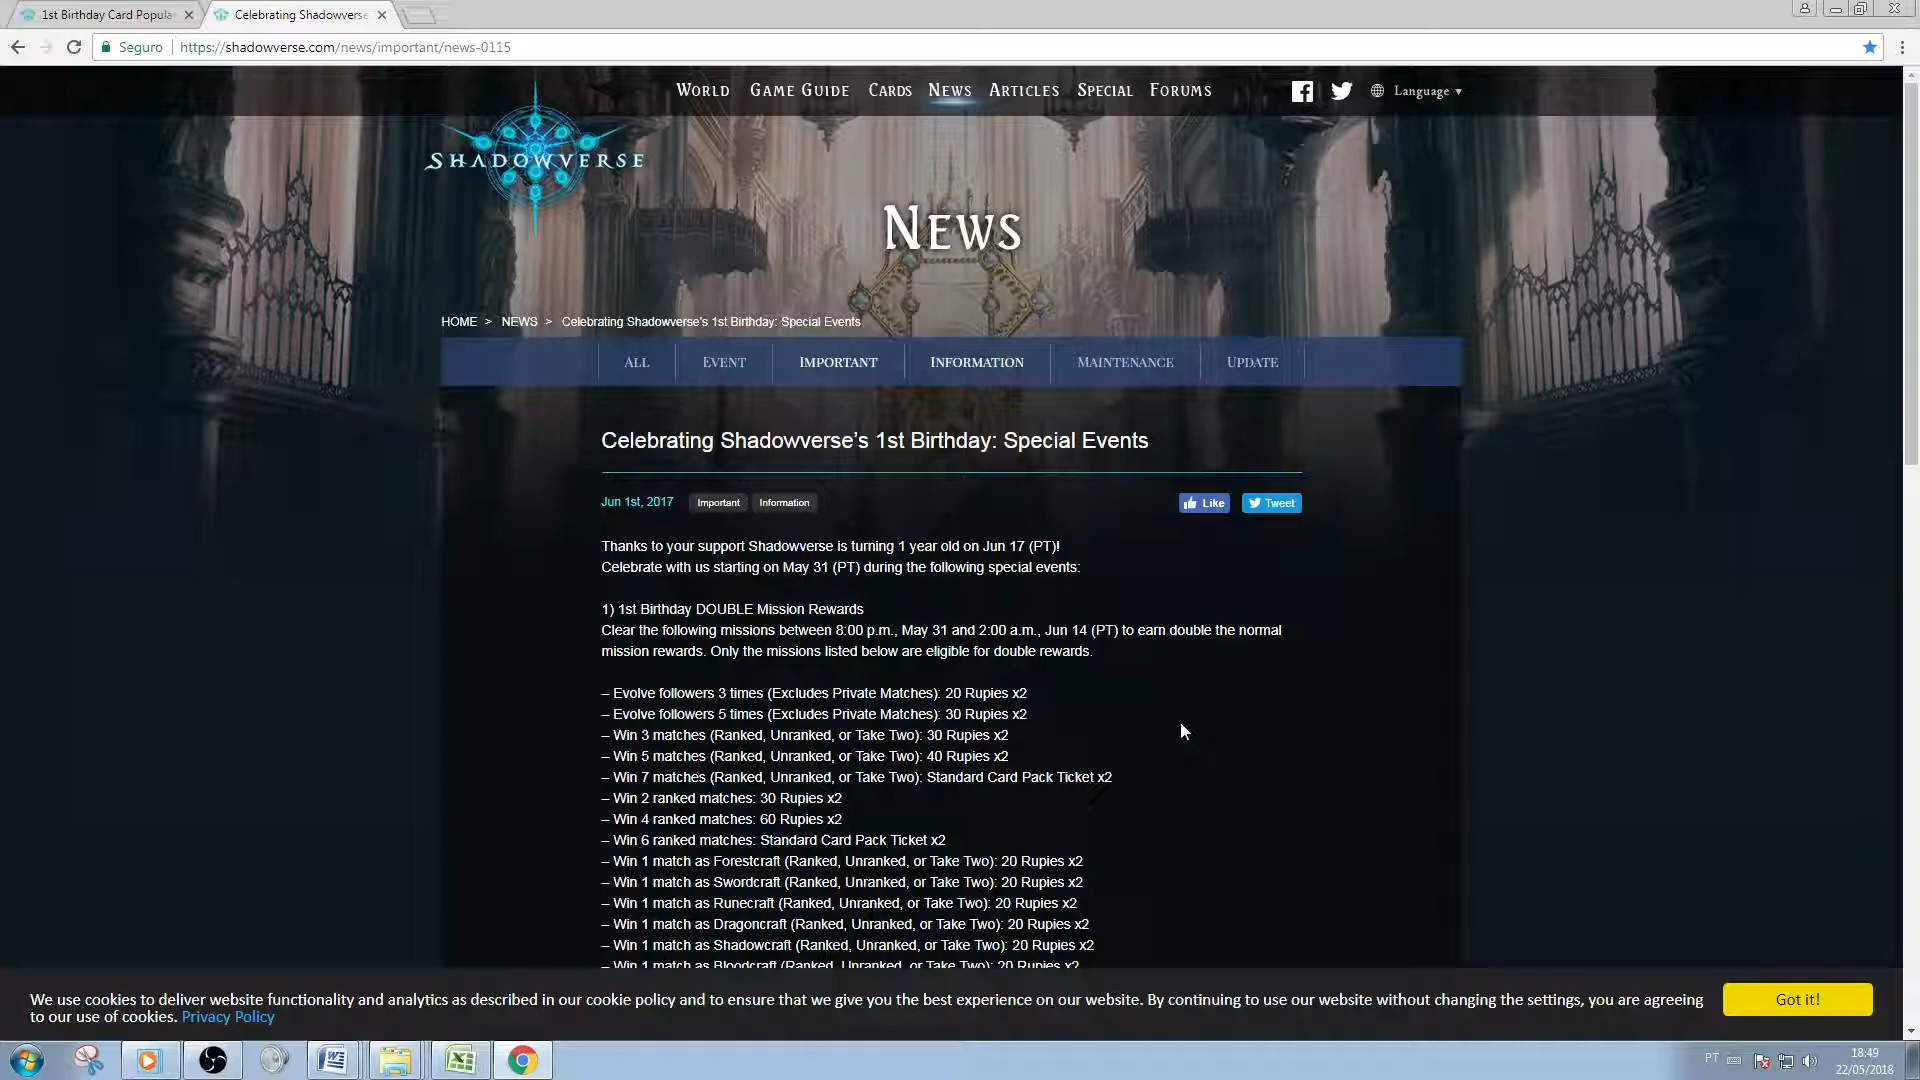 1st Birthday Card Popula
Celebrating Shadowverse
Seguro
https://shadowverse.com/news/important/news-0115
WORLD
GAME GUIDE
CARDS
NEWS
ARTICLES
SPECIAL
FORUMS
Language
SHADOWVERSE
NEWS
HOME > NEWS > Celebrating Shadowverse's 1st Birthday: Special Events
ALL
EVENT
IMPORTANT
INFORMATION
MAINTENANCE
UPDATE
Celebrating Shadowverse’s 1st Birthday: Special Events
Jun 1st, 2017
Important
Information
Like
Tweet
Thanks to your support Shadowverse is turning 1 year old on Jun 17 (PT)!
Celebrate with us starting on May 31 (PT) during the following special events:
1) 1st Birthday DOUBLE Mission Rewards
Clear the following missions between 8:00 p.m., May 31 and 2:00 a.m., Jun 14 (PT) to earn double the normal
mission rewards. Only the missions listed below are eligible for double rewards.
– Evolve followers 3 times (Excludes Private Matches): 20 Rupies x2
– Evolve followers 5 times (Excludes Private Matches): 30 Rupies x2
– Win 3 matches (Ranked, Unranked, or Take Two): 30 Rupies x2
– Win 5 matches (Ranked, Unranked, or Take Two): 40 Rupies x2
– Win 7 matches (Ranked, Unranked, or Take Two): Standard Card Pack Ticket x2
– Win 2 ranked matches: 30 Rupies x2
– Win 4 ranked matches: 60 Rupies x2
– Win 6 ranked matches: Standard Card Pack Ticket x2
– Win 1 match as Forestcraft (Ranked, Unranked, or Take Two): 20 Rupies x2
– Win 1 match as Swordcraft (Ranked, Unranked, or Take Two): 20 Rupies x2
– Win 1 match as Runecraft (Ranked, Unranked, or Take Two): 20 Rupies x2
– Win 1 match as Dragoncraft (Ranked, Unranked, or Take Two): 20 Rupies x2
– Win 1 match as Shadowcraft (Ranked, Unranked, or Take Two): 20 Rupies x2
– Win 1 match as Bloodcraft (Ranked, Unranked, or Take Two): 20 Rupies x2
We use cookies to deliver website functionality and analytics as described in our cookie policy and to ensure that we give you the best experience on our website. By continuing to use our website without changing the settings, you are agreeing
to our use of cookies. Privacy Policy
Got it!
PT
18:49
22/05/2018